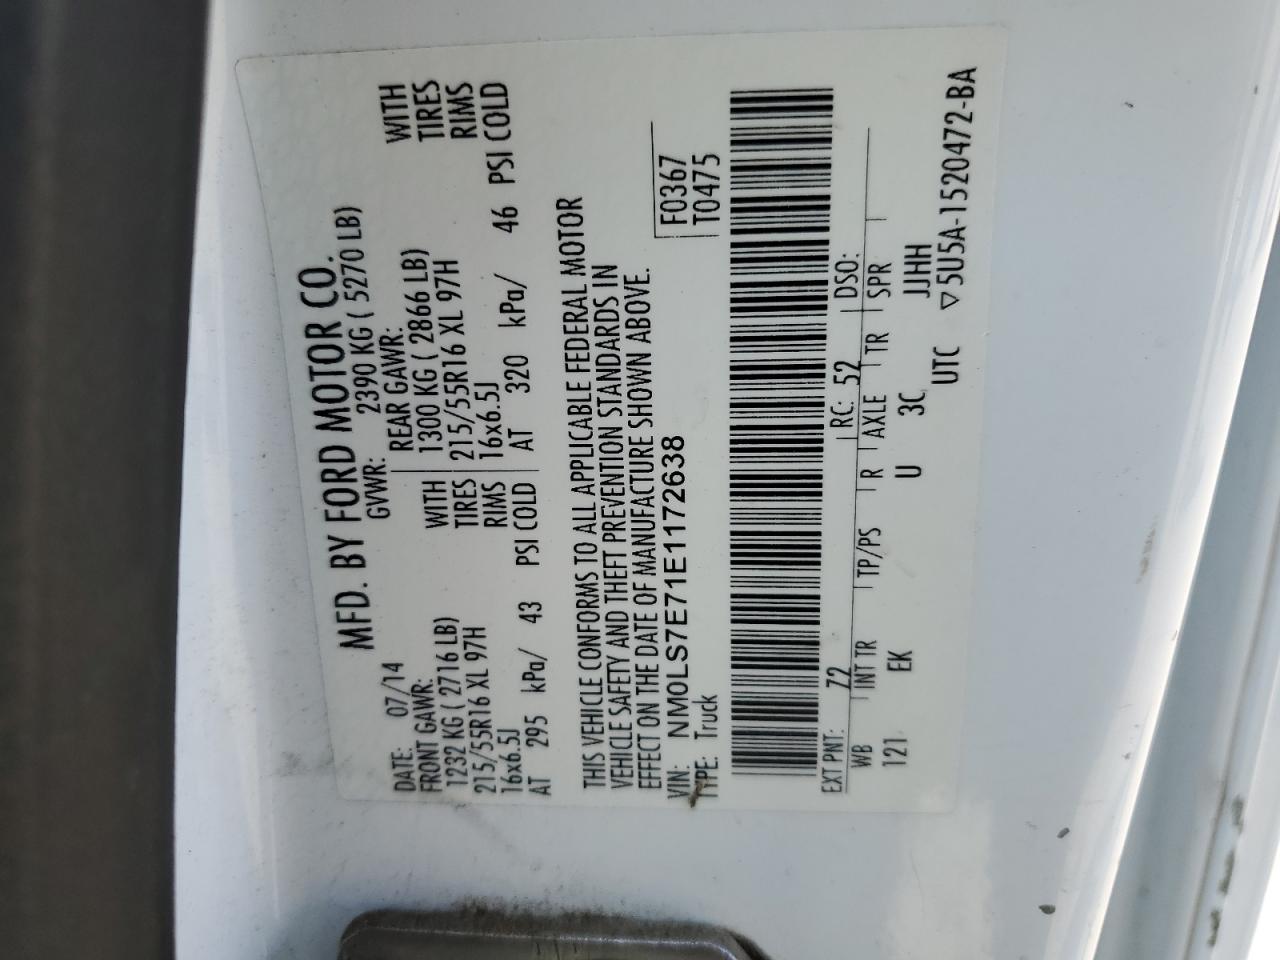 MFD. BY FORD MOTOR CO.
DATE: 07/14 GVWR: 2390 KG ( 5270 LB)
FRONT GAWR: REAR GAWR:
1232 KG ( 2716 LB) WITH 1300 KG ( 2866 LB) WITH
215/55R16 XL 97H TIRES 215/55R16 XL 97H TIRES
16x6.5J RIMS 16x6.5J RIMS
AT 295 kPa/ 43 PSI COLD AT 320 kPa/ 46 PSI COLD
THIS VEHICLE CONFORMS TO ALL APPLICABLE FEDERAL MOTOR
VEHICLE SAFETY AND THEFT PREVENTION STANDARDS IN
EFFECT ON THE DATE OF MANUFACTURE SHOWN ABOVE.
VIN: NM0LS7E71E1172638 F0367
TYPE: Truck T0475
EXT PNT: 7Z RC: 52 DSO:
WB INT TR TP/PS R AXLE TR SPR
121 EK U 3C JJHH
UTC ▽5U5A-1520472-BA